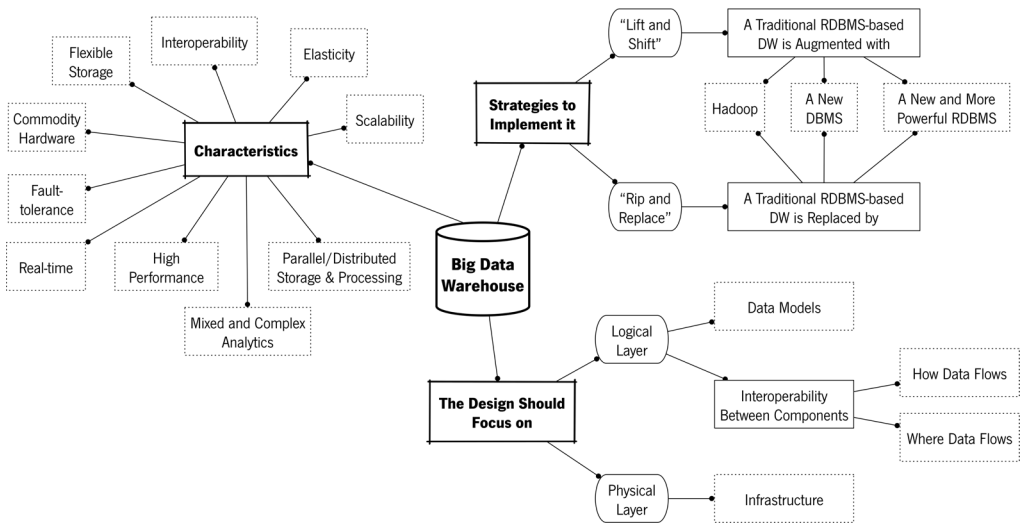 Interoperability
Flexible
Storage
Elasticity
Commodity
Hardware
Scalability
Characteristics
Fault-
tolerance
Real-time
High
Performance
Parallel/Distributed
Storage & Processing
Mixed and Complex
Analytics
Big Data
Warehouse
Strategies to
Implement it
“Lift and
Shift”
A Traditional RDBMS-based
DW is Augmented with
Hadoop
A New
DBMS
A New and More
Powerful RDBMS
“Rip and
Replace”
A Traditional RDBMS-based
DW is Replaced by
The Design Should
Focus on
Logical
Layer
Data Models
Interoperability
Between Components
How Data Flows
Where Data Flows
Physical
Layer
Infrastructure